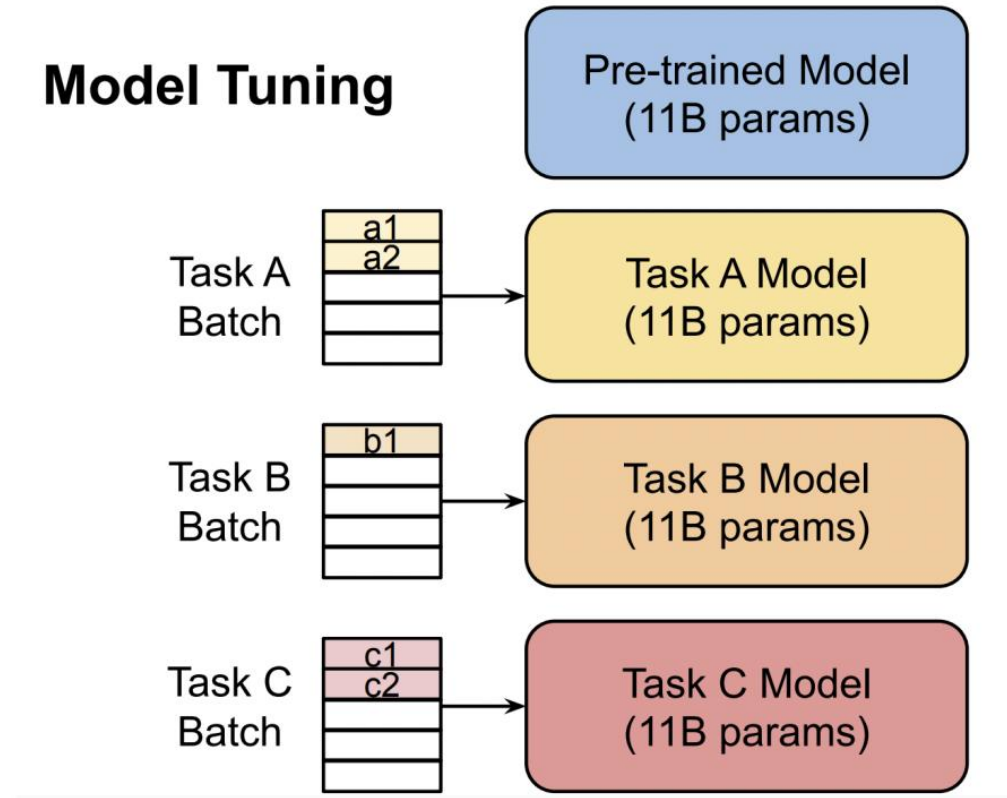 Model Tuning
Pre-trained Model
(11B params)
Task A
Batch
a1
a2
Task A Model
(11B params)
Task B
Batch
b1
Task B Model
(11B params)
Task C
Batch
c1
c2
Task C Model
(11B params)